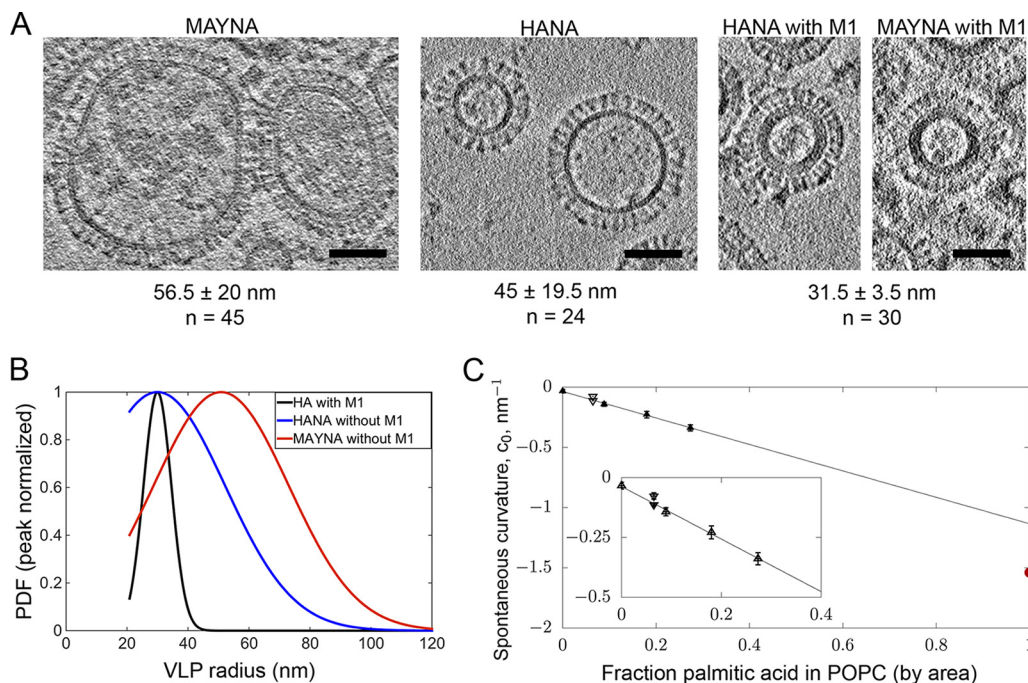 A
MAYNA
HANA
HANA with M1
MAYNA with M1
56.5 ± 20 nm
n = 45
45 ± 19.5 nm
n = 24
31.5 ± 3.5nm
n = 30
B
PDF (peak normalized)
1
0.8
0.6
0.4
0.2
0
0
20
40
60
80
100
120
VLP radius (nm)
HA with M1
HANA without M1
MAYNA without M1
C
Spontaneous curvature, c₀, nm⁻¹
0
−0.5
−1
−1.5
−2
0
0.2
0.4
0.6
0.8
Fraction palmitic acid in POPC (by area)
0
−0.25
−0.5
0
0.2
0.4